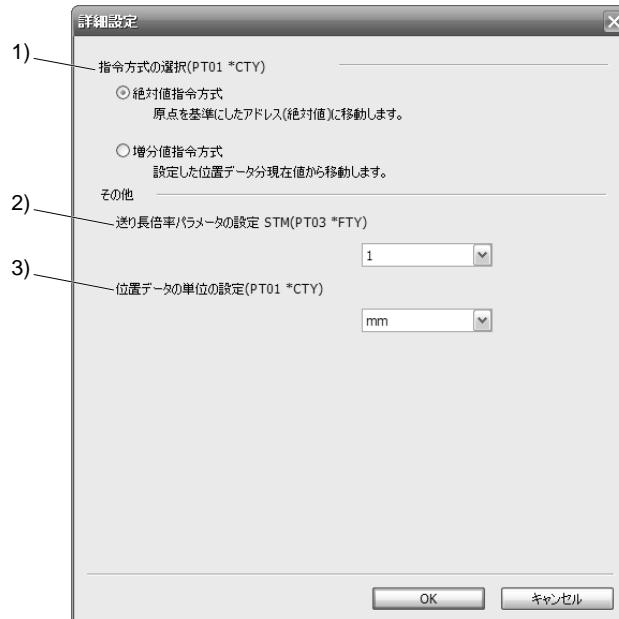 詳細設定
1)
指令方式の選択(PT01 *CTY)
絶対値指令方式
原点を基準にしたアドレス(絶対値)に移動します。
増分値指令方式
設定した位置データ分現在値から移動します。
その他
2)
送り長倍率パラメータの設定 STM(PT03 *FTY)
1
3)
位置データの単位の設定(PT01 *CTY)
mm
OK
キャンセル